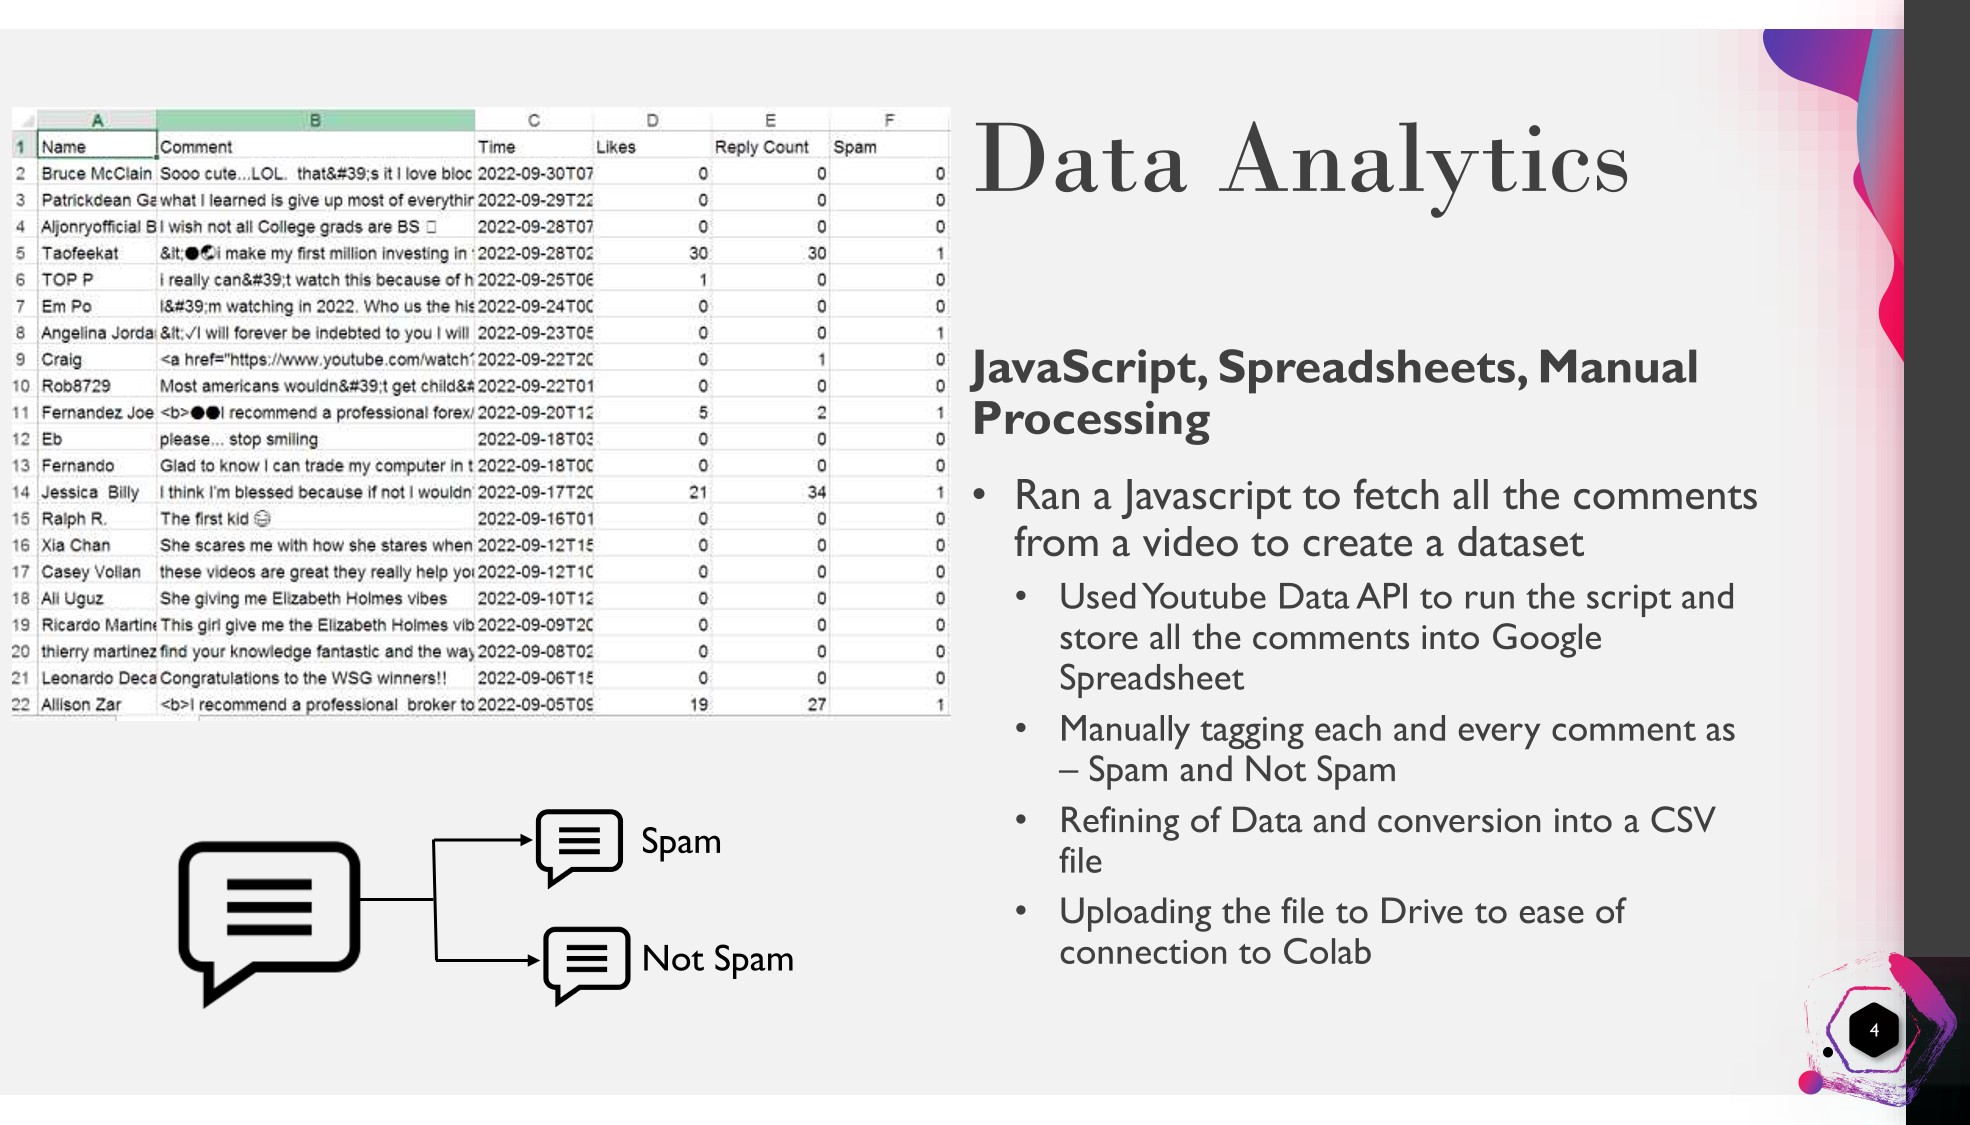 A B C D E F
1 Name Comment Time Likes Reply Count Spam
2 Bruce McClain Sooo cute...LOL. that&#39;s it I love bloc 2022-09-30T07 0 0 0
3 Patrickdean Ga what I learned is give up most of everythin 2022-09-29T22 0 0 0
4 Aljonryofficial B I wish not all College grads are BS 2022-09-28T07 0 0 0
5 Taofeekat &lt;●🌏i make my first million investing in 2022-09-28T02 30 30 1
6 TOP P i really can&#39;t watch this because of h 2022-09-25T06 1 0 0
7 Em Po I&#39;m watching in 2022. Who us the his 2022-09-24T00 0 0 0
8 Angelina Jorda &lt;✓I will forever be indebted to you I will 2022-09-23T05 0 0 1
9 Craig <a href="https://www.youtube.com/watch? 2022-09-22T20 0 1 0
10 Rob8729 Most americans wouldn&#39;t get child&# 2022-09-22T01 0 0 0
11 Fernandez Joe <b>●●I recommend a professional forex/ 2022-09-20T12 5 2 1
12 Eb please... stop smiling 2022-09-18T03 0 0 0
13 Fernando Glad to know I can trade my computer in t 2022-09-18T00 0 0 0
14 Jessica Billy I think I'm blessed because if not I wouldn 2022-09-17T20 21 34 1
15 Ralph R. The first kid 2022-09-16T01 0 0 0
16 Xia Chan She scares me with how she stares when 2022-09-12T15 0 0 0
17 Casey Vollan these videos are great they really help you 2022-09-12T10 0 0 0
18 Ali Uguz She giving me Elizabeth Holmes vibes 2022-09-10T12 0 0 0
19 Ricardo Martine This girl give me the Elizabeth Holmes vib 2022-09-09T20 0 0 0
20 thierry martinez find your knowledge fantastic and the way 2022-09-08T02 0 0 0
21 Leonardo Deca Congratulations to the WSG winners!! 2022-09-06T15 0 0 0
22 Allison Zar <b>I recommend a professional broker to 2022-09-05T09 19 27 1
Spam
Not Spam
Data Analytics
JavaScript, Spreadsheets, Manual
Processing
• Ran a Javascript to fetch all the comments
from a video to create a dataset
• Used Youtube Data API to run the script and
store all the comments into Google
Spreadsheet
• Manually tagging each and every comment as
– Spam and Not Spam
• Refining of Data and conversion into a CSV
file
• Uploading the file to Drive to ease of
connection to Colab
4